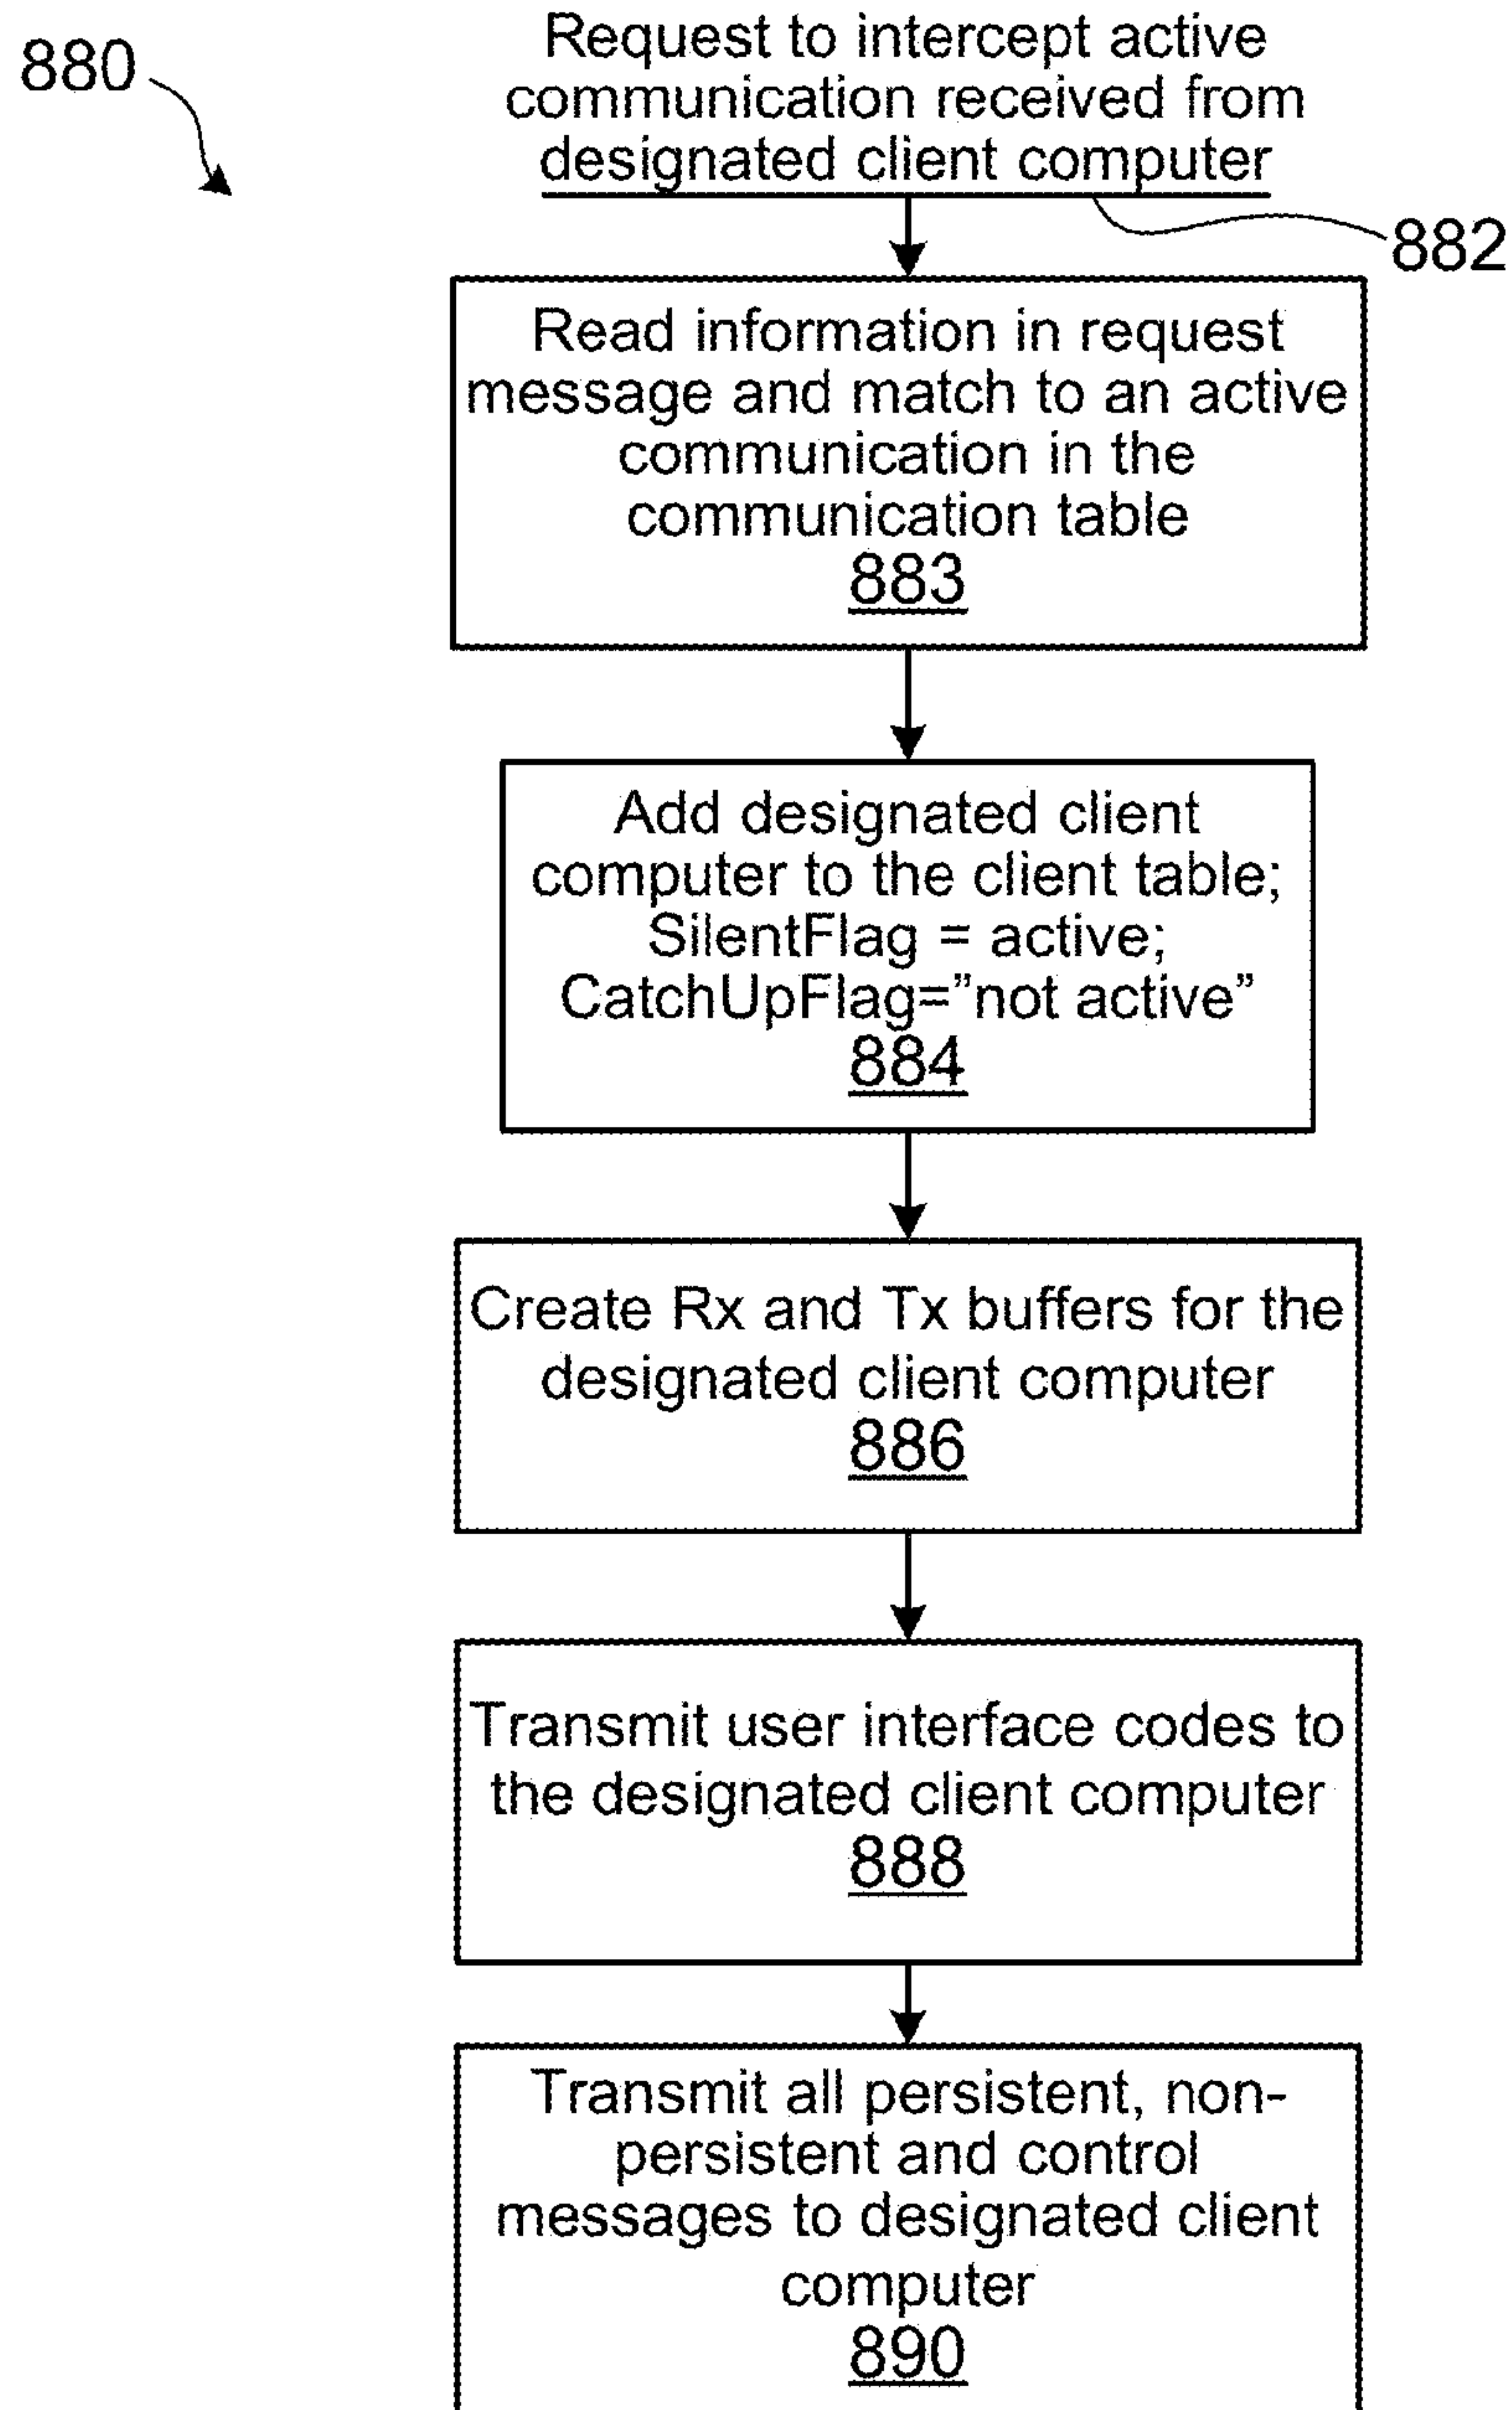 880
Request to intercept active
communication received from
designated client computer
882
Read information in request
message and match to an active
communication in the
communication table
883
Add designated client
computer to the client table;
SilentFlag = active;
CatchUpFlag=”not active”
884
Create Rx and Tx buffers for the
designated client computer
886
Transmit user interface codes to
the designated client computer
888
Transmit all persistent, non-
persistent and control
messages to designated client
computer
890